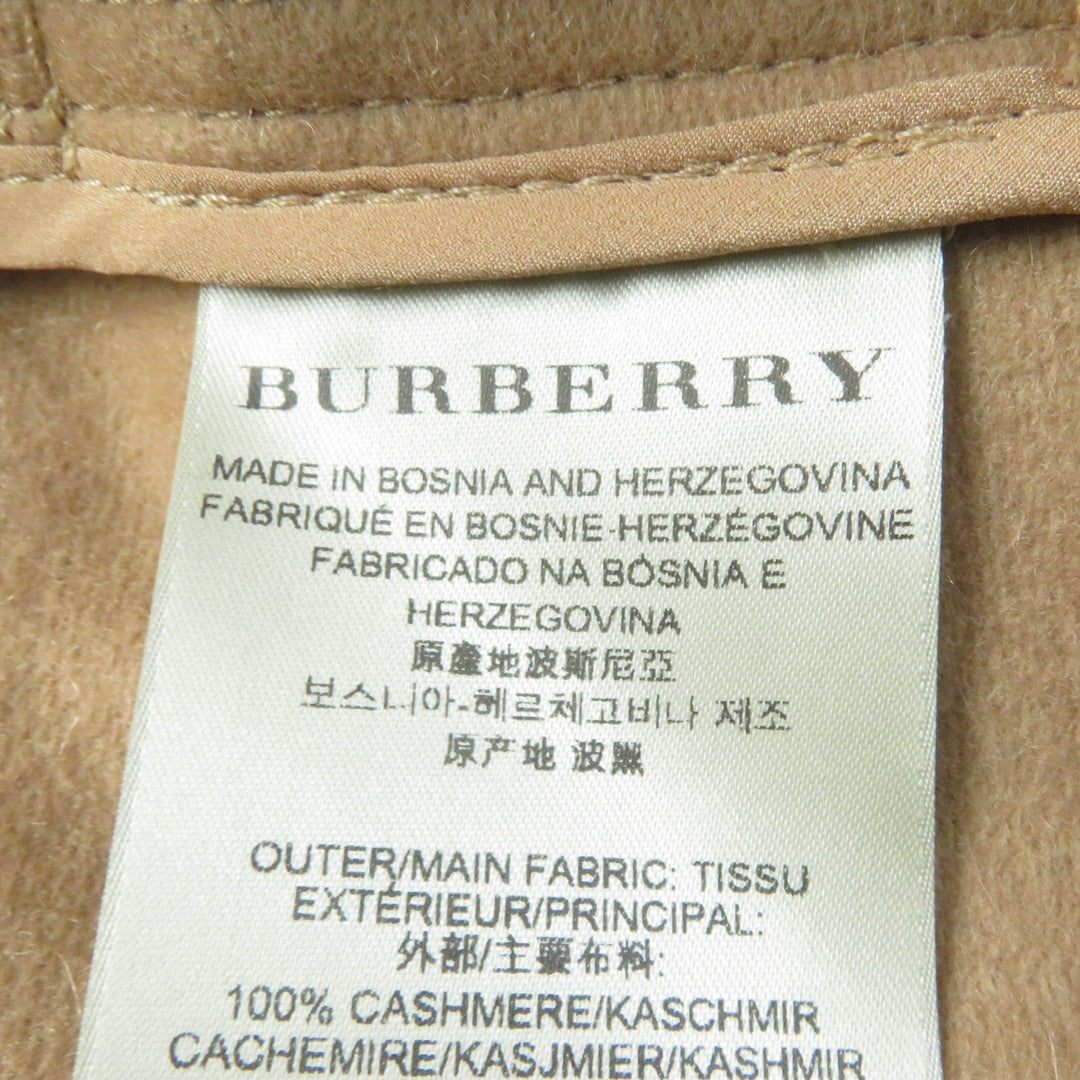 BURBERRY
MADE IN BOSNIA AND HERZEGOVINA
FABRIQUÉ EN BOSNIE-HERZÉGOVINE
FABRICADO NA BÓSNIA E
HERZEGOVINA
原產地波斯尼亞
보스니아-헤르체고비나 제조
原产地 波黑
OUTER/MAIN FABRIC: TISSU
EXTÉRIEUR/PRINCIPAL:
外部/主要布料:
100% CASHMERE/KASCHMIR
CACHEMIRE/KASJMIER/KASHMIR